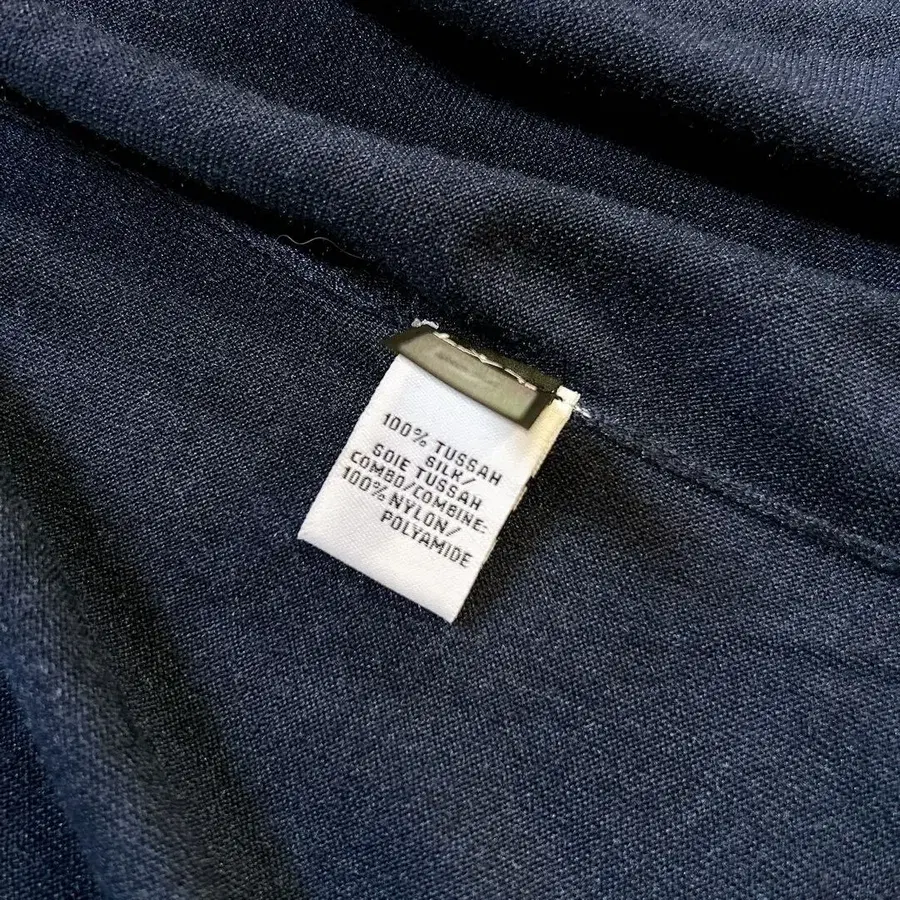 100% TUSSAH
SILK/
SOIE TUSSAH
COMBO/COMBINE:
100% NYLON/
POLYAMIDE